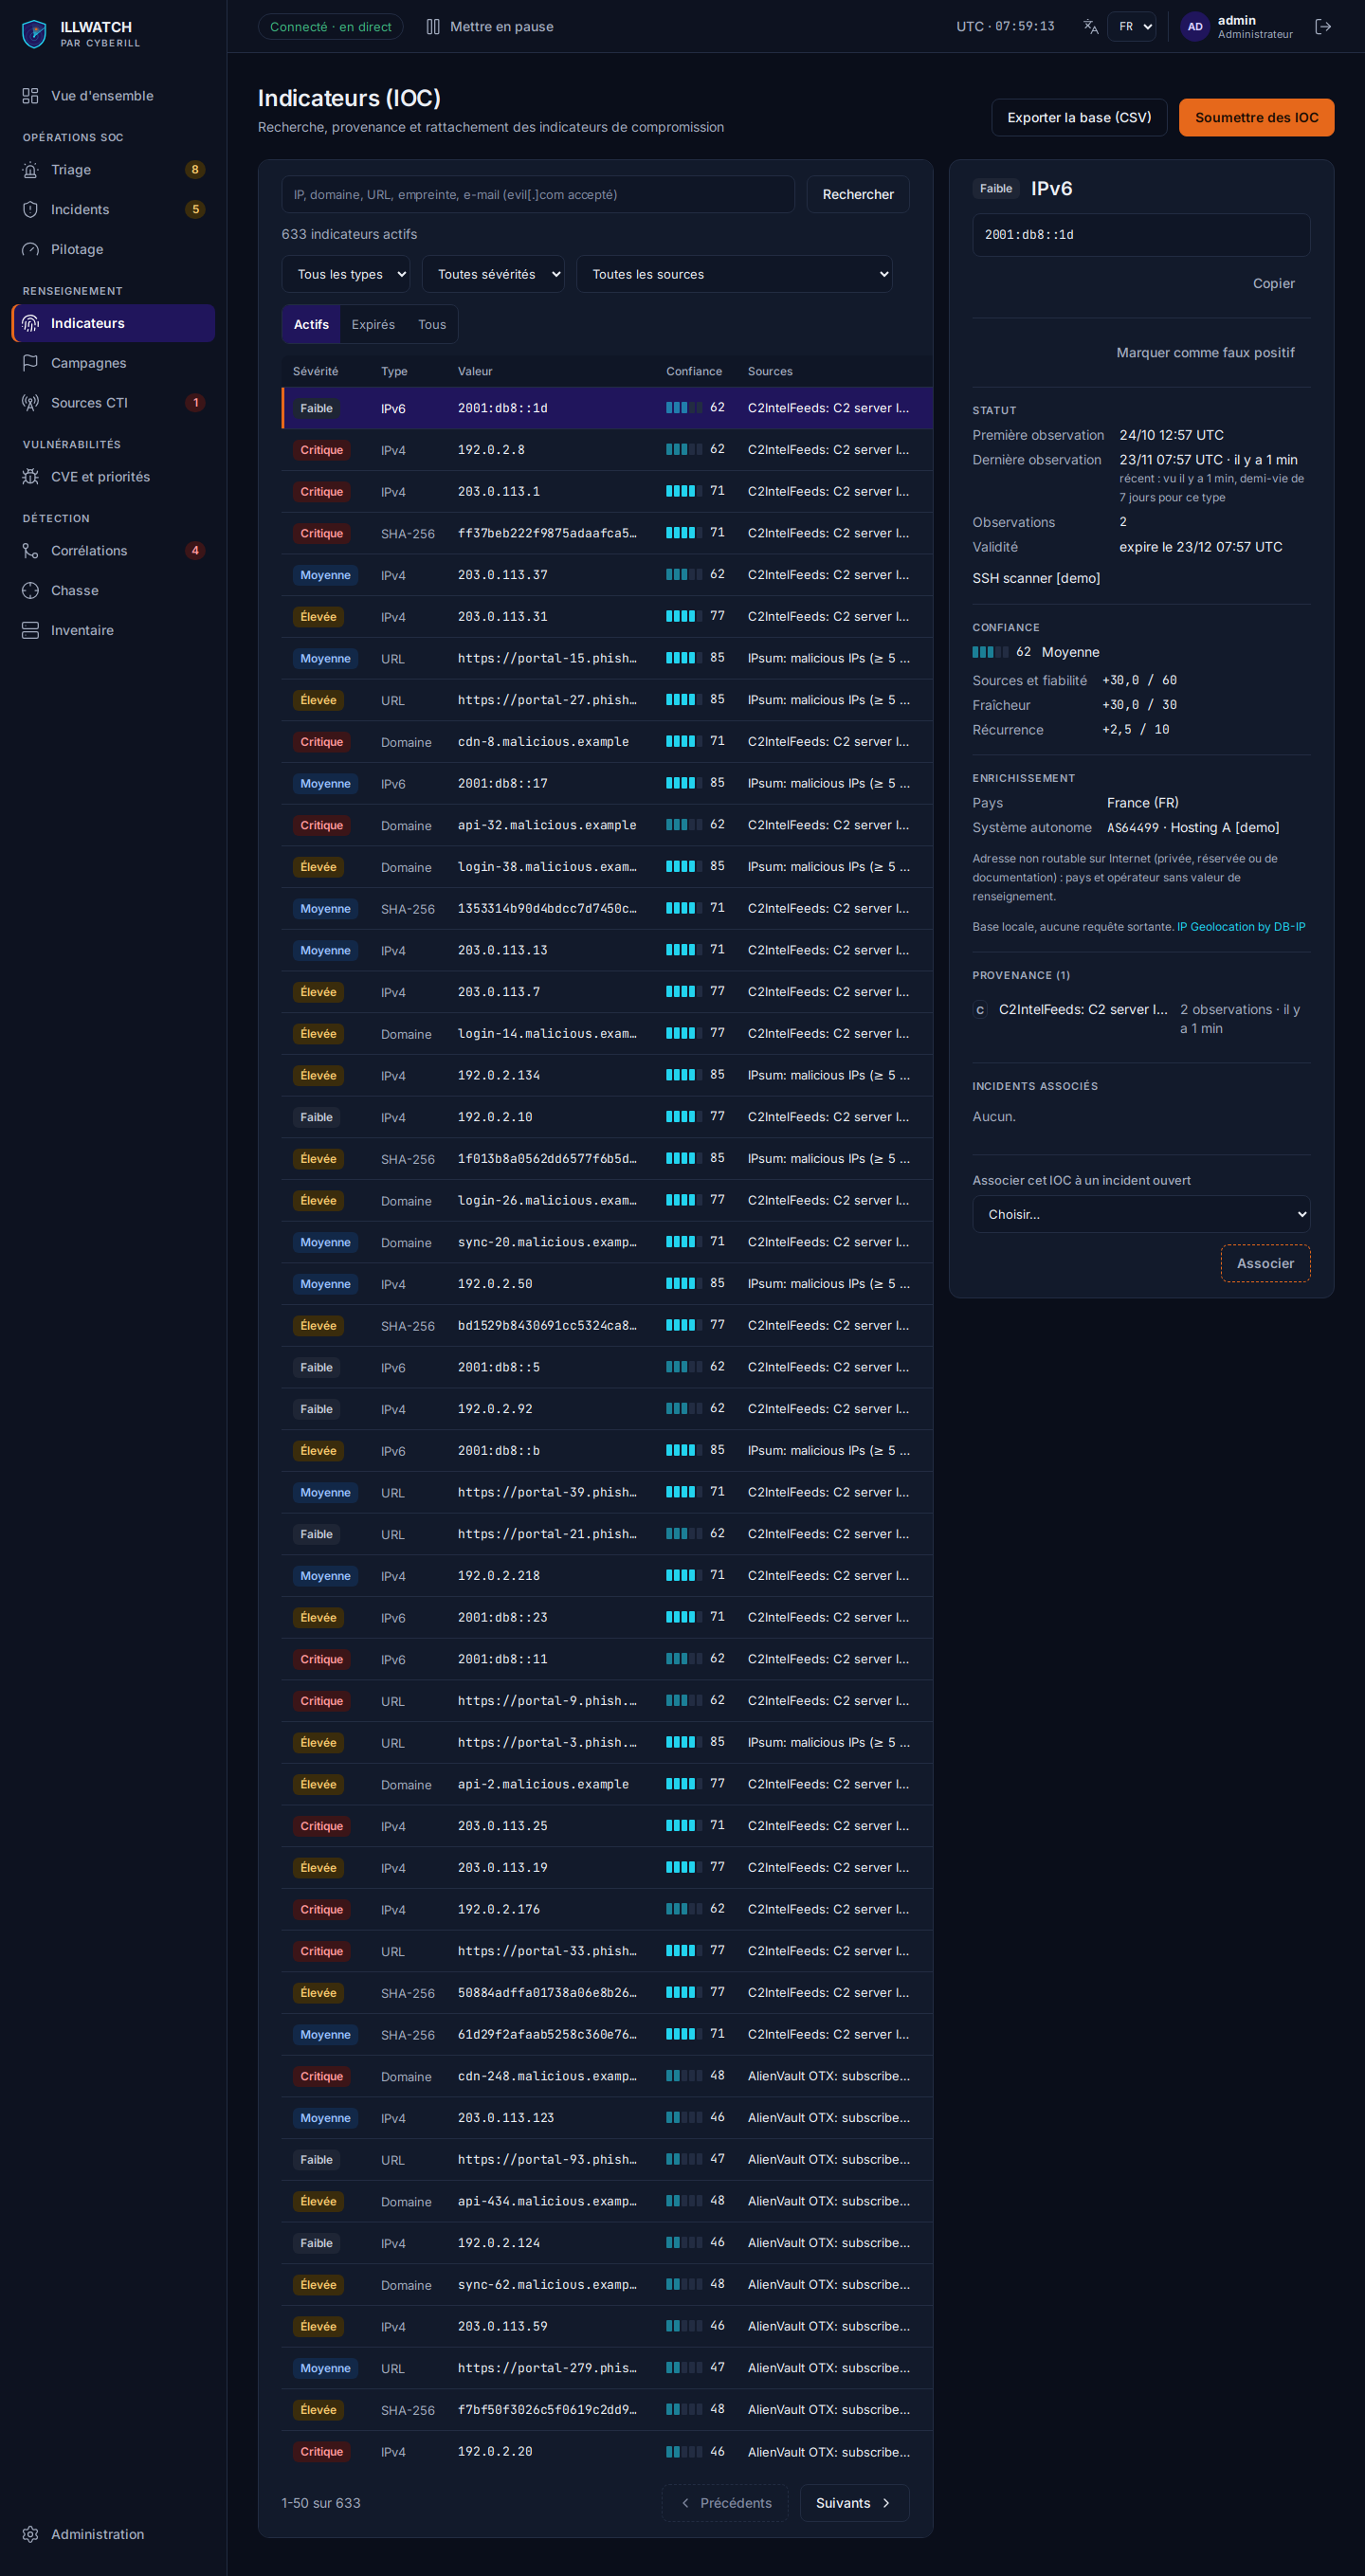 ILLWATCH
PAR CYBERILL
Vue d'ensemble
OPÉRATIONS SOC
Triage 8
Incidents 5
Pilotage
RENSEIGNEMENT
Indicateurs
Campagnes
Sources CTI 1
VULNÉRABILITÉS
CVE et priorités
DÉTECTION
Corrélations 4
Chasse
Inventaire
Administration
Connecté · en direct Mettre en pause UTC · 07:59:13 FR AD admin
Administrateur
Indicateurs (IOC)
Recherche, provenance et rattachement des indicateurs de compromission
Exporter la base (CSV) Soumettre des IOC
IP, domaine, URL, empreinte, e-mail (evil[.]com accepté) Rechercher
633 indicateurs actifs
Tous les types Toutes sévérités Toutes les sources
Actifs Expirés Tous
Sévérité Type Valeur Confiance Sources
Faible IPv6 2001:db8::1d 62 C2IntelFeeds: C2 server I…
Critique IPv4 192.0.2.8 62 C2IntelFeeds: C2 server I…
Critique IPv4 203.0.113.1 71 C2IntelFeeds: C2 server I…
Critique SHA-256 ff37beb222f9875adaafca5… 71 C2IntelFeeds: C2 server I…
Moyenne IPv4 203.0.113.37 62 C2IntelFeeds: C2 server I…
Élevée IPv4 203.0.113.31 77 C2IntelFeeds: C2 server I…
Moyenne URL https://portal-15.phish… 85 IPsum: malicious IPs (≥ 5 …
Élevée URL https://portal-27.phish… 85 IPsum: malicious IPs (≥ 5 …
Critique Domaine cdn-8.malicious.example 71 C2IntelFeeds: C2 server I…
Moyenne IPv6 2001:db8::17 85 IPsum: malicious IPs (≥ 5 …
Critique Domaine api-32.malicious.example 62 C2IntelFeeds: C2 server I…
Élevée Domaine login-38.malicious.exam… 85 IPsum: malicious IPs (≥ 5 …
Moyenne SHA-256 1353314b90d4bdcc7d7450c… 71 C2IntelFeeds: C2 server I…
Moyenne IPv4 203.0.113.13 71 C2IntelFeeds: C2 server I…
Élevée IPv4 203.0.113.7 77 C2IntelFeeds: C2 server I…
Élevée Domaine login-14.malicious.exam… 77 C2IntelFeeds: C2 server I…
Élevée IPv4 192.0.2.134 85 IPsum: malicious IPs (≥ 5 …
Faible IPv4 192.0.2.10 77 C2IntelFeeds: C2 server I…
Élevée SHA-256 1f013b8a0562dd6577f6b5d… 85 IPsum: malicious IPs (≥ 5 …
Élevée Domaine login-26.malicious.exam… 77 C2IntelFeeds: C2 server I…
Moyenne Domaine sync-20.malicious.examp… 71 C2IntelFeeds: C2 server I…
Moyenne IPv4 192.0.2.50 85 IPsum: malicious IPs (≥ 5 …
Élevée SHA-256 bd1529b8430691cc5324ca8… 77 C2IntelFeeds: C2 server I…
Faible IPv6 2001:db8::5 62 C2IntelFeeds: C2 server I…
Faible IPv4 192.0.2.92 62 C2IntelFeeds: C2 server I…
Élevée IPv6 2001:db8::b 85 IPsum: malicious IPs (≥ 5 …
Moyenne URL https://portal-39.phish… 71 C2IntelFeeds: C2 server I…
Faible URL https://portal-21.phish… 62 C2IntelFeeds: C2 server I…
Moyenne IPv4 192.0.2.218 71 C2IntelFeeds: C2 server I…
Élevée IPv6 2001:db8::23 71 C2IntelFeeds: C2 server I…
Critique IPv6 2001:db8::11 62 C2IntelFeeds: C2 server I…
Critique URL https://portal-9.phish.… 62 C2IntelFeeds: C2 server I…
Élevée URL https://portal-3.phish.… 85 IPsum: malicious IPs (≥ 5 …
Élevée Domaine api-2.malicious.example 77 C2IntelFeeds: C2 server I…
Critique IPv4 203.0.113.25 71 C2IntelFeeds: C2 server I…
Élevée IPv4 203.0.113.19 77 C2IntelFeeds: C2 server I…
Critique IPv4 192.0.2.176 62 C2IntelFeeds: C2 server I…
Critique URL https://portal-33.phish… 77 C2IntelFeeds: C2 server I…
Élevée SHA-256 50884adffa01738a06e8b26… 77 C2IntelFeeds: C2 server I…
Moyenne SHA-256 61d29f2afaab5258c360e76… 71 C2IntelFeeds: C2 server I…
Critique Domaine cdn-248.malicious.examp… 48 AlienVault OTX: subscribe…
Moyenne IPv4 203.0.113.123 46 AlienVault OTX: subscribe…
Faible URL https://portal-93.phish… 47 AlienVault OTX: subscribe…
Élevée Domaine api-434.malicious.examp… 48 AlienVault OTX: subscribe…
Faible IPv4 192.0.2.124 46 AlienVault OTX: subscribe…
Élevée Domaine sync-62.malicious.examp… 48 AlienVault OTX: subscribe…
Élevée IPv4 203.0.113.59 46 AlienVault OTX: subscribe…
Moyenne URL https://portal-279.phis… 47 AlienVault OTX: subscribe…
Élevée SHA-256 f7bf50f3026c5f0619c2dd9… 48 AlienVault OTX: subscribe…
Critique IPv4 192.0.2.20 46 AlienVault OTX: subscribe…
1-50 sur 633 Précédents Suivants
Faible IPv6
2001:db8::1d
Copier
Marquer comme faux positif
STATUT
Première observation 24/10 12:57 UTC
Dernière observation 23/11 07:57 UTC · il y a 1 min
récent : vu il y a 1 min, demi-vie de
7 jours pour ce type
Observations 2
Validité expire le 23/12 07:57 UTC
SSH scanner [demo]
CONFIANCE
62 Moyenne
Sources et fiabilité +30,0 / 60
Fraîcheur +30,0 / 30
Récurrence +2,5 / 10
ENRICHISSEMENT
Pays France (FR)
Système autonome AS64499 · Hosting A [demo]
Adresse non routable sur Internet (privée, réservée ou de
documentation) : pays et opérateur sans valeur de
renseignement.
Base locale, aucune requête sortante. IP Geolocation by DB-IP
PROVENANCE (1)
C C2IntelFeeds: C2 server I… 2 observations · il y
a 1 min
INCIDENTS ASSOCIÉS
Aucun.
Associer cet IOC à un incident ouvert
Choisir…
Associer